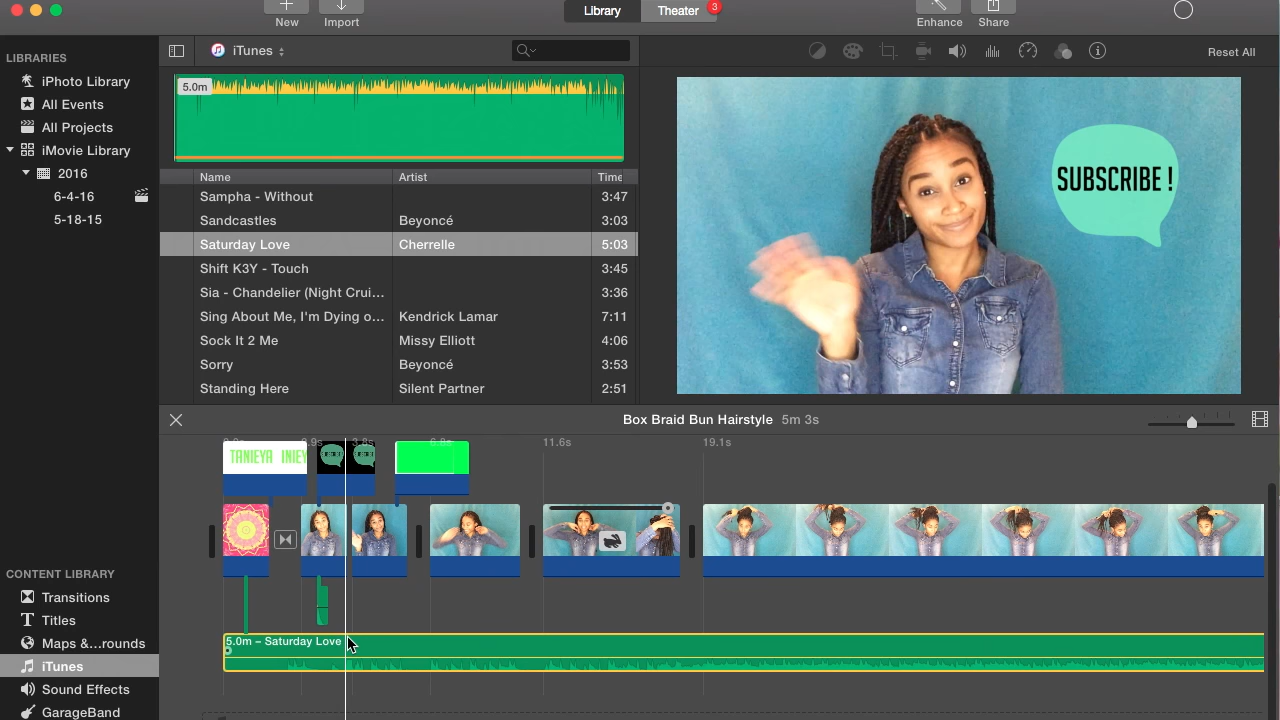 New
Import
Library
Theater
3
Enhance
Share
LIBRARIES
iPhoto Library
All Events
All Projects
iMovie Library
2016
6-4-16
5-18-15
CONTENT LIBRARY
Transitions
Titles
Maps &...rounds
iTunes
Sound Effects
GarageBand
iTunes
Reset All
5.0m
Name Artist Time
Sampha - Without 3:47
Sandcastles Beyoncé 3:03
Saturday Love Cherrelle 5:03
Shift K3Y - Touch 3:45
Sia - Chandelier (Night Crui... 3:36
Sing About Me, I'm Dying o... Kendrick Lamar 7:11
Sock It 2 Me Missy Elliott 4:06
Sorry Beyoncé 3:53
Standing Here Silent Partner 2:51
SUBSCRIBE !
Box Braid Bun Hairstyle 5m 3s
3.8s 6.8s 11.6s 19.1s
TANIEYA
5.0m – Saturday Love